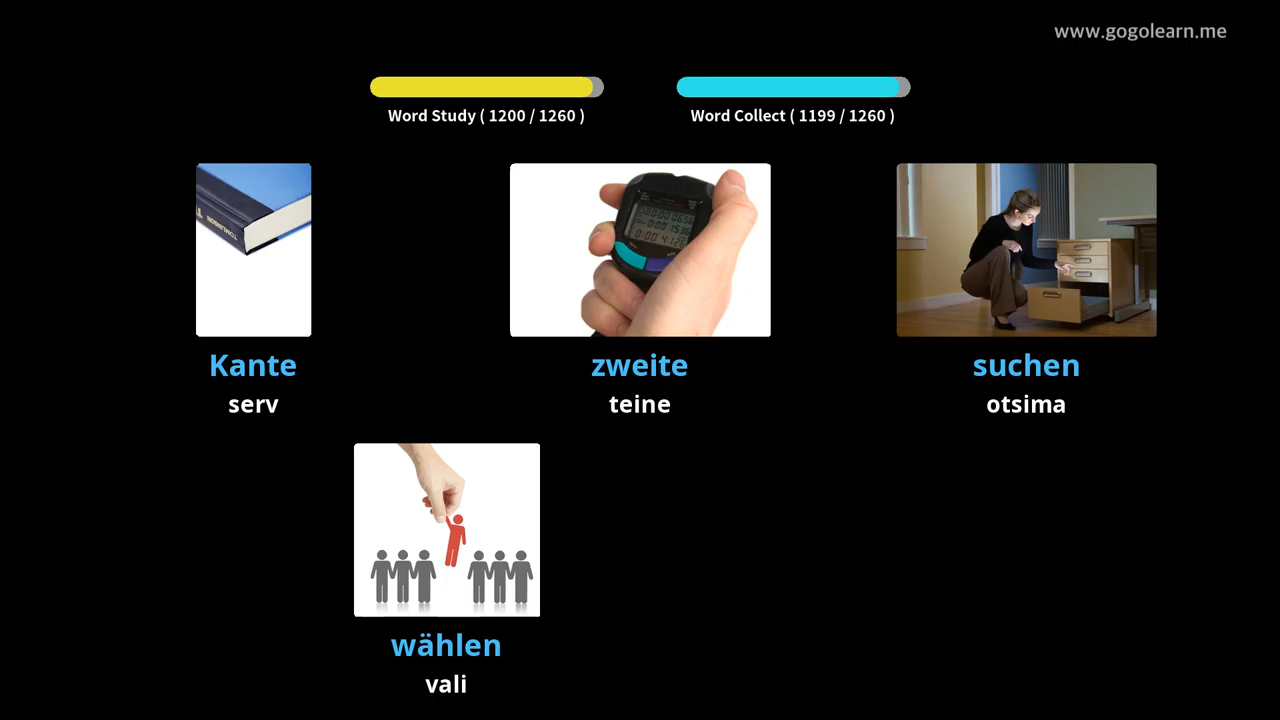 www.gogolearn.me
Word Study ( 1200 / 1260 )
Word Collect ( 1199 / 1260 )
TOMLINSON
Kante
serv
zweite
teine
suchen
otsima
wählen
vali